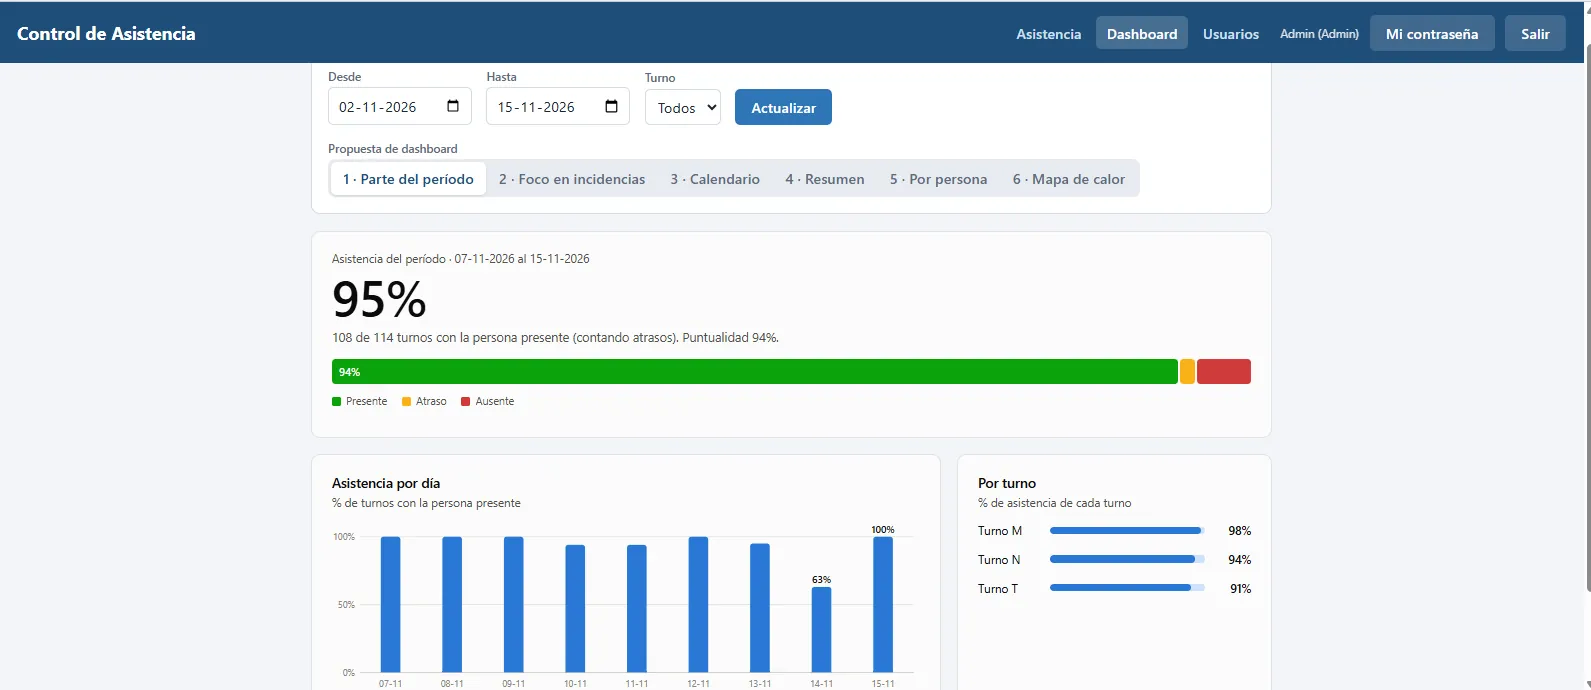 Control de Asistencia
Asistencia Dashboard Usuarios Admin (Admin) Mi contraseña Salir
Desde Hasta Turno
02-11-2026 15-11-2026 Todos Actualizar
Propuesta de dashboard
1 · Parte del período 2 · Foco en incidencias 3 · Calendario 4 · Resumen 5 · Por persona 6 · Mapa de calor
Asistencia del período · 07-11-2026 al 15-11-2026
95%
108 de 114 turnos con la persona presente (contando atrasos). Puntualidad 94%.
94%
Presente Atraso Ausente
Asistencia por día
% de turnos con la persona presente
100%
50%
0%
63%
100%
07-11 08-11 09-11 10-11 11-11 12-11 13-11 14-11 15-11
Por turno
% de asistencia de cada turno
Turno M 98%
Turno N 94%
Turno T 91%